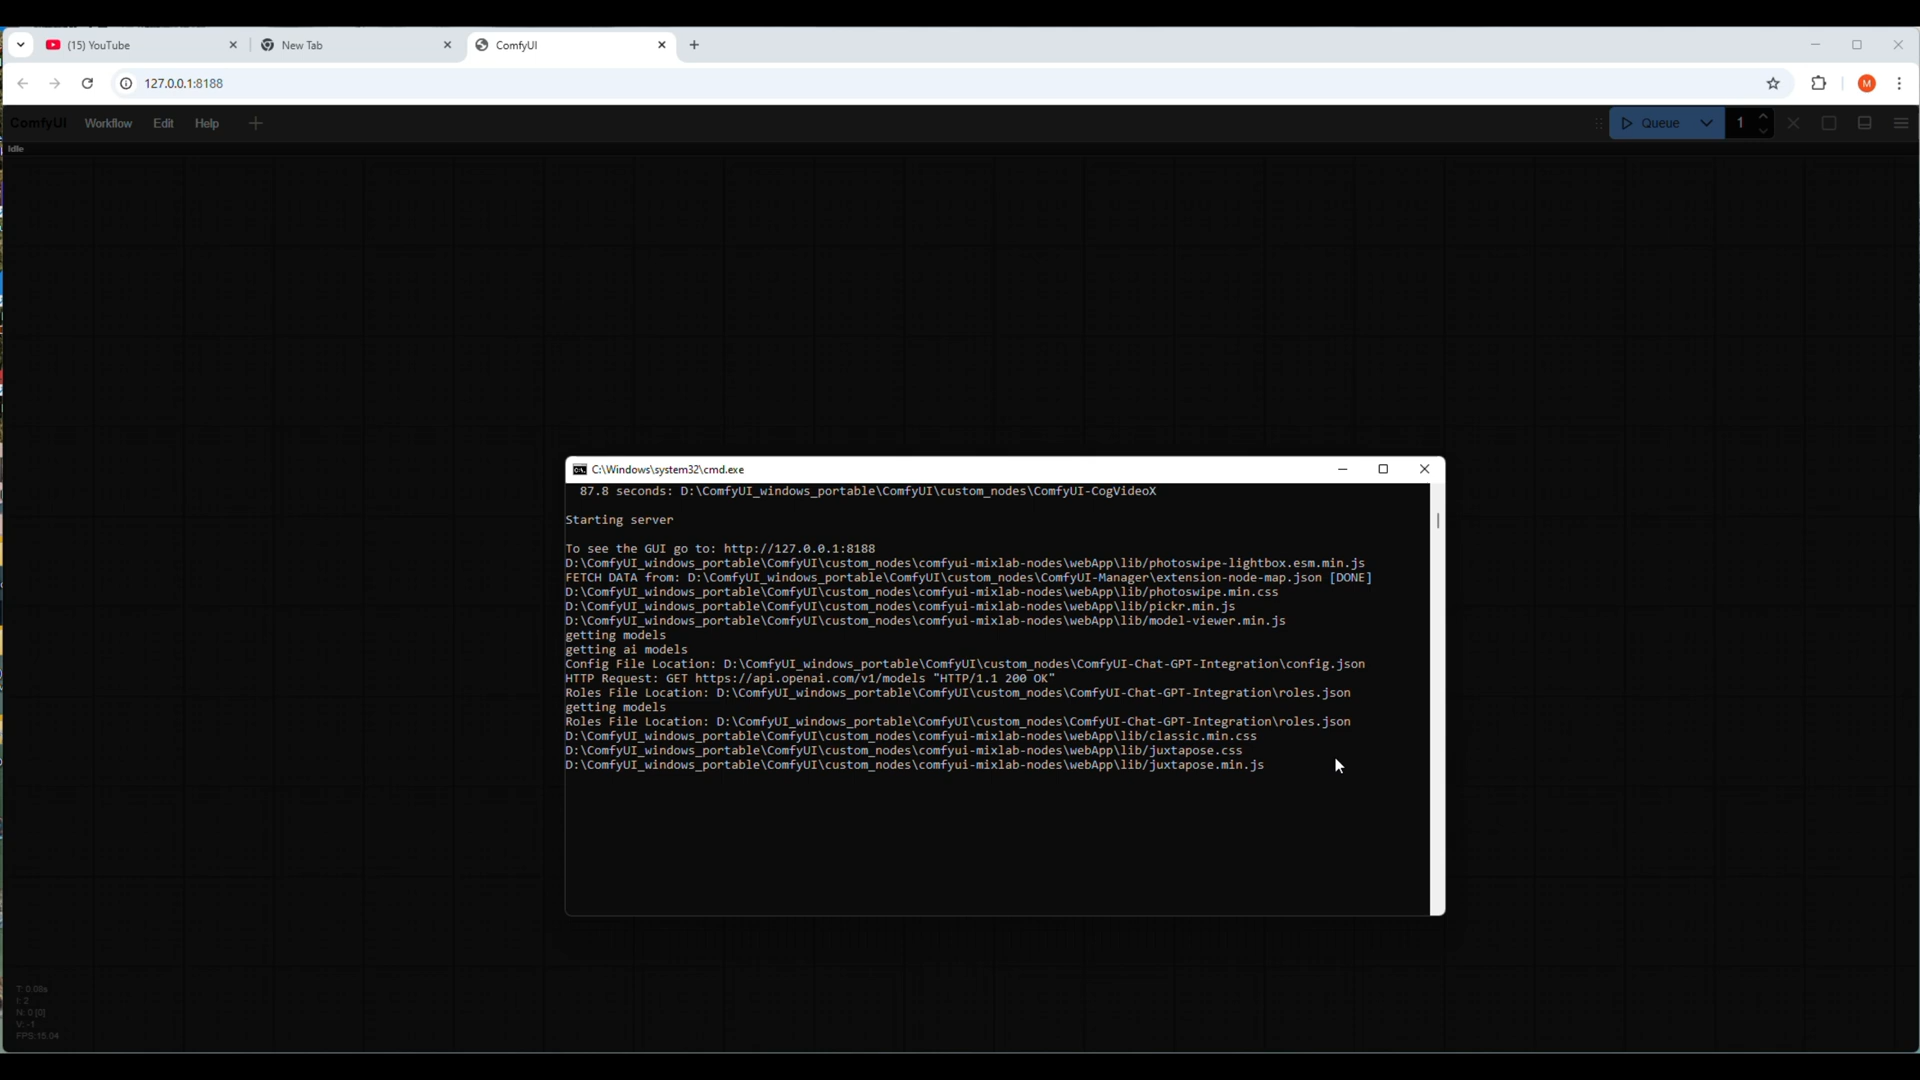 (15) YouTube
New Tab
ComfyUI
127.0.0.1:8188
ComfyUI
Workflow
Edit
Help
Queue
1
Idle
C:\Windows\system32\cmd.exe
87.8 seconds: D:\ComfyUI_windows_portable\ComfyUI\custom_nodes\ComfyUI-CogVideoX
Starting server
To see the GUI go to: http://127.0.0.1:8188
D:\ComfyUI_windows_portable\ComfyUI\custom_nodes\comfyui-mixlab-nodes\webApp\lib/photoswipe-lightbox.esm.min.js
FETCH DATA from: D:\ComfyUI_windows_portable\ComfyUI\custom_nodes\ComfyUI-Manager\extension-node-map.json [DONE]
D:\ComfyUI_windows_portable\ComfyUI\custom_nodes\comfyui-mixlab-nodes\webApp\lib/photoswipe.min.css
D:\ComfyUI_windows_portable\ComfyUI\custom_nodes\comfyui-mixlab-nodes\webApp\lib/pickr.min.js
D:\ComfyUI_windows_portable\ComfyUI\custom_nodes\comfyui-mixlab-nodes\webApp\lib/model-viewer.min.js
getting models
getting ai models
Config File Location: D:\ComfyUI_windows_portable\ComfyUI\custom_nodes\ComfyUI-Chat-GPT-Integration\config.json
HTTP Request: GET https://api.openai.com/v1/models "HTTP/1.1 200 OK"
Roles File Location: D:\ComfyUI_windows_portable\ComfyUI\custom_nodes\ComfyUI-Chat-GPT-Integration\roles.json
getting models
Roles File Location: D:\ComfyUI_windows_portable\ComfyUI\custom_nodes\ComfyUI-Chat-GPT-Integration\roles.json
D:\ComfyUI_windows_portable\ComfyUI\custom_nodes\comfyui-mixlab-nodes\webApp\lib/classic.min.css
D:\ComfyUI_windows_portable\ComfyUI\custom_nodes\comfyui-mixlab-nodes\webApp\lib/juxtapose.css
D:\ComfyUI_windows_portable\ComfyUI\custom_nodes\comfyui-mixlab-nodes\webApp\lib/juxtapose.min.js
T: 0.08s
I: 2
N: 0 [0]
V: -1
FPS:15.04